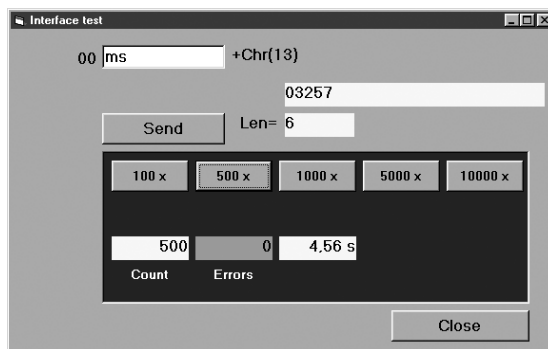 Interface test
00 ms +Chr(13)
03257
Send Len= 6
100 x 500 x 1000 x 5000 x 10000 x
500 0 4,56 s
Count Errors
Close